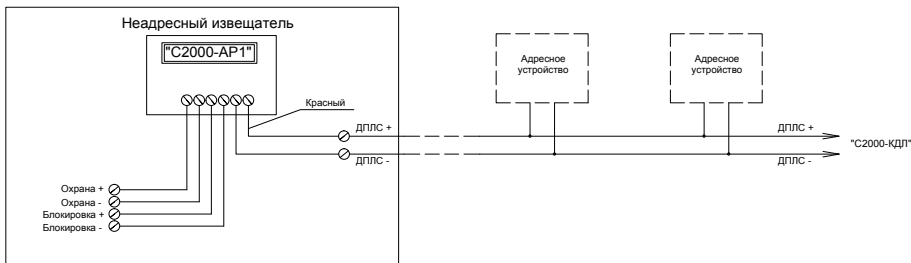 Неадресный извещатель
"С2000-АР1"
Красный
ДПЛС +
ДПЛС -
Охрана +
Охрана -
Блокировка +
Блокировка -
Адресное
устройство
Адресное
устройство
ДПЛС +
ДПЛС -
"С2000-КДЛ"